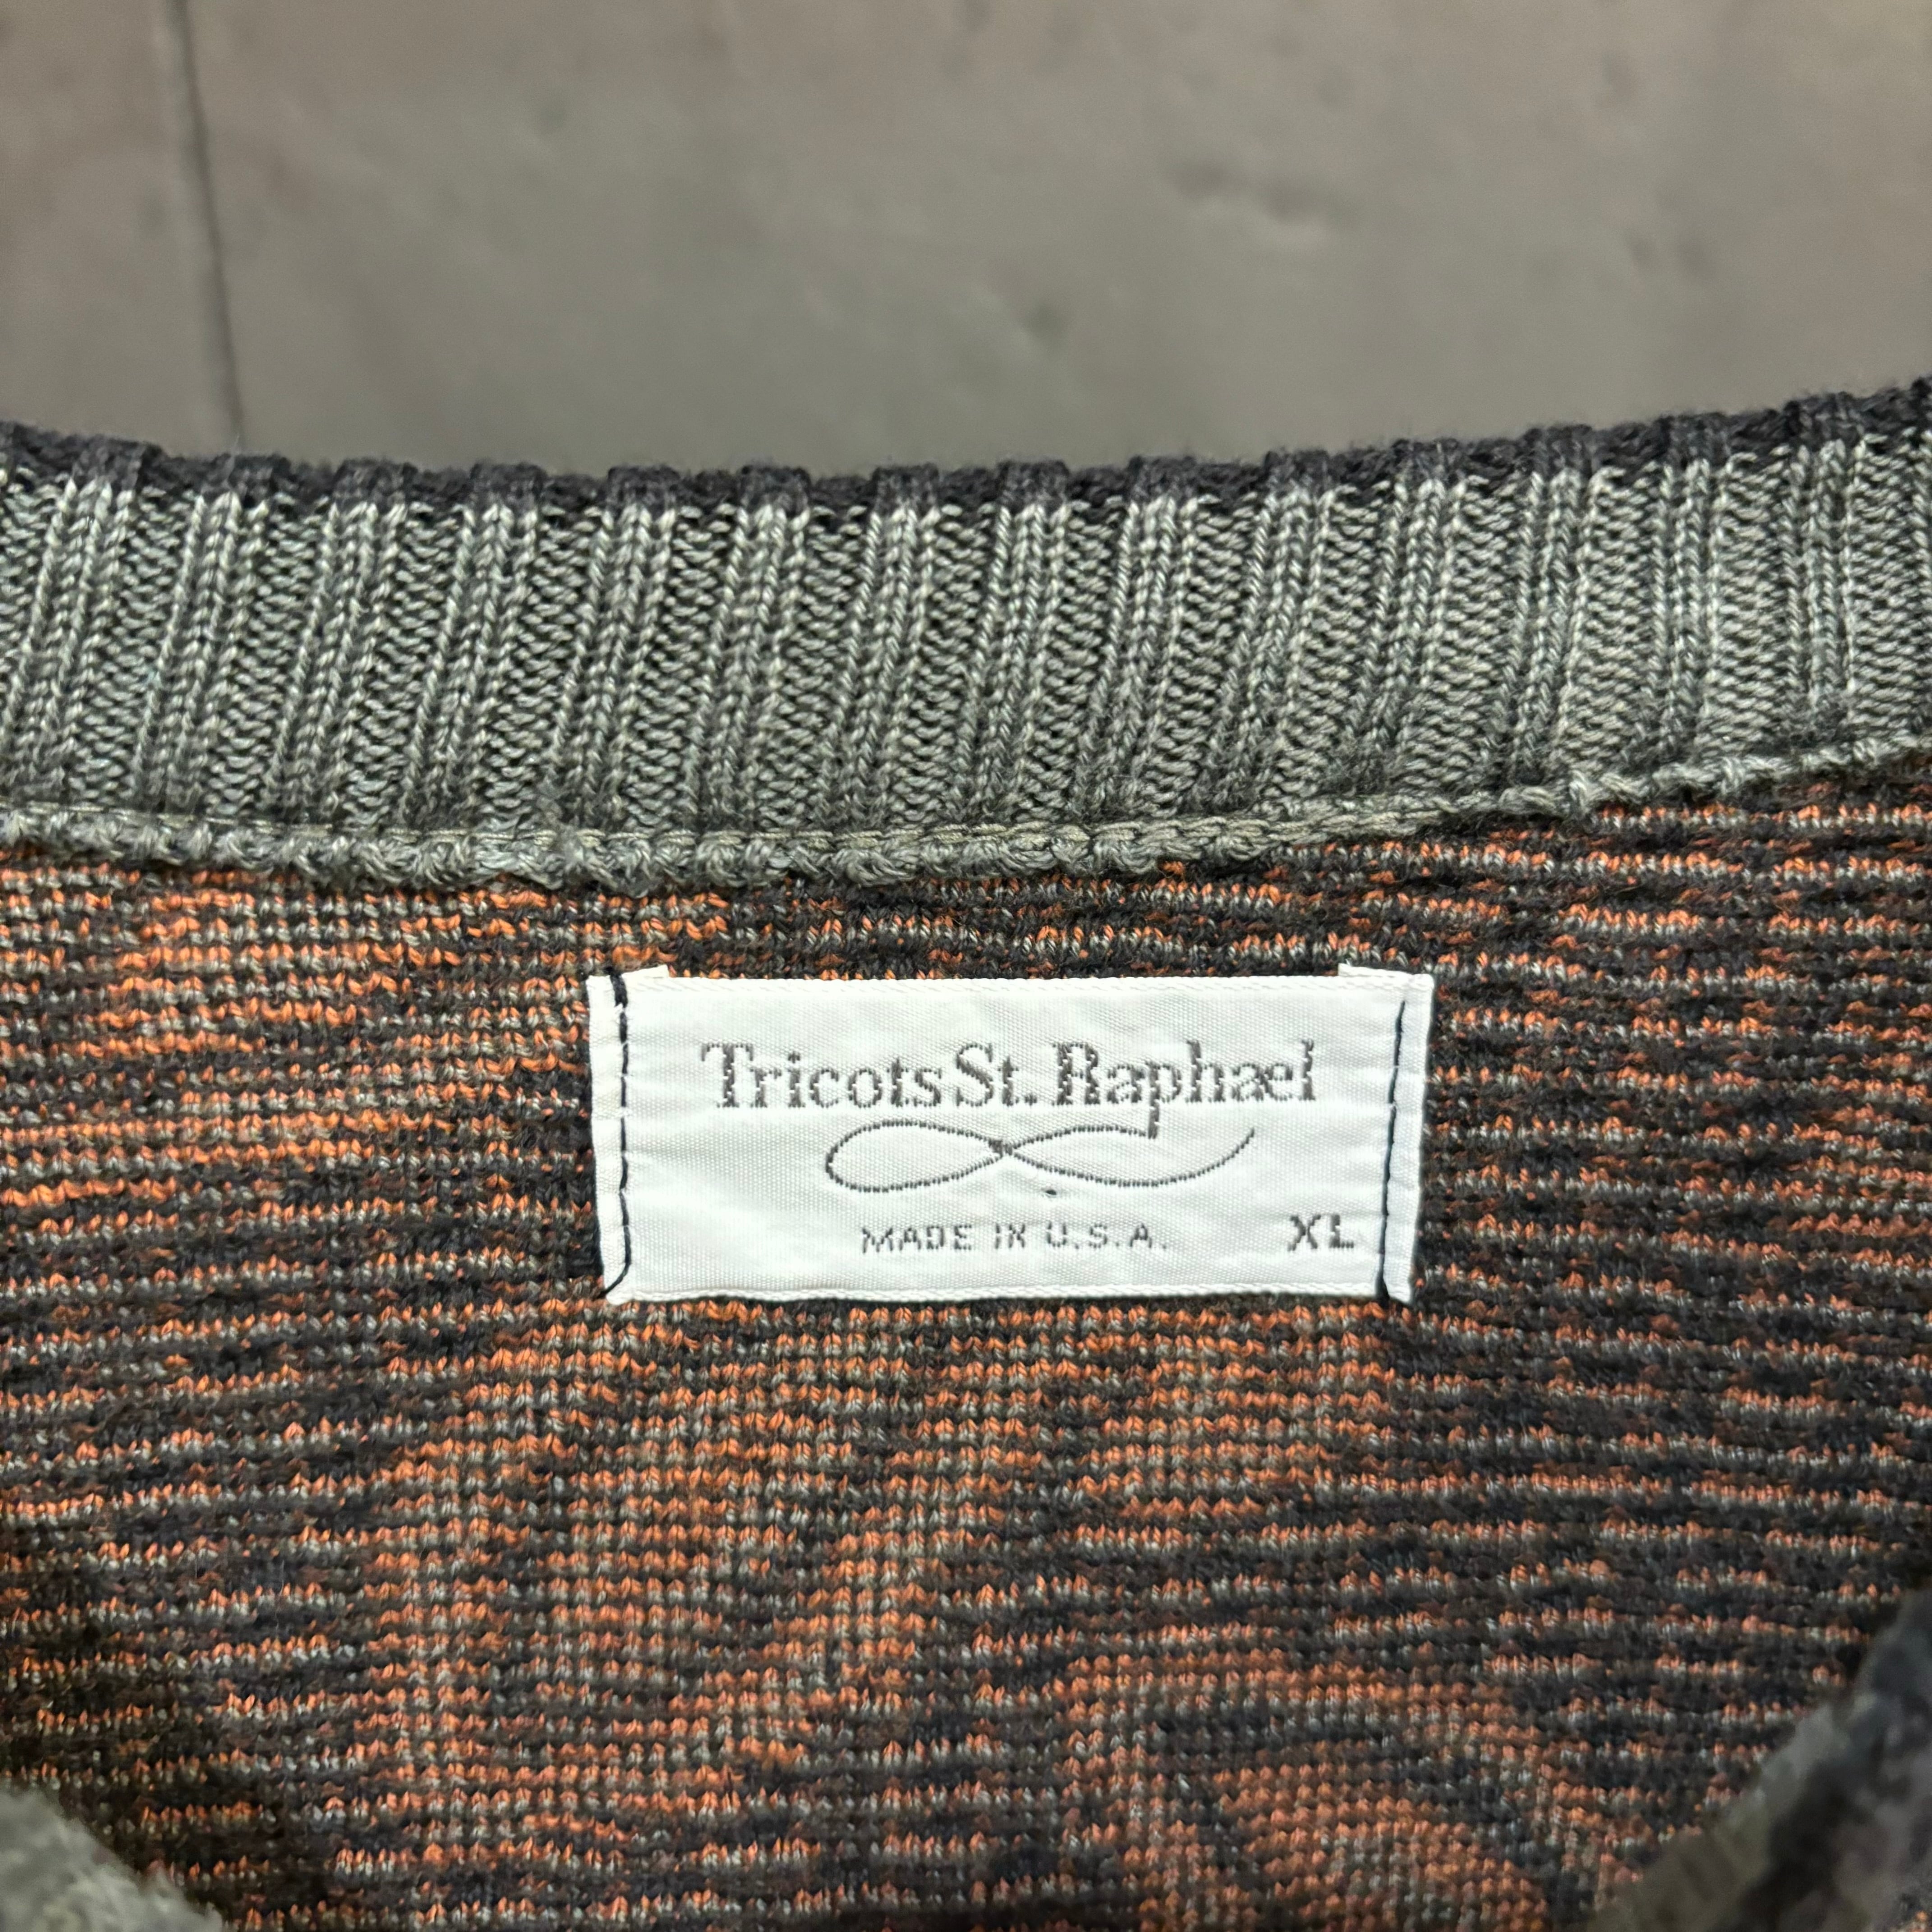 Tricots St. Raphael
MADE IN U.S.A. XL